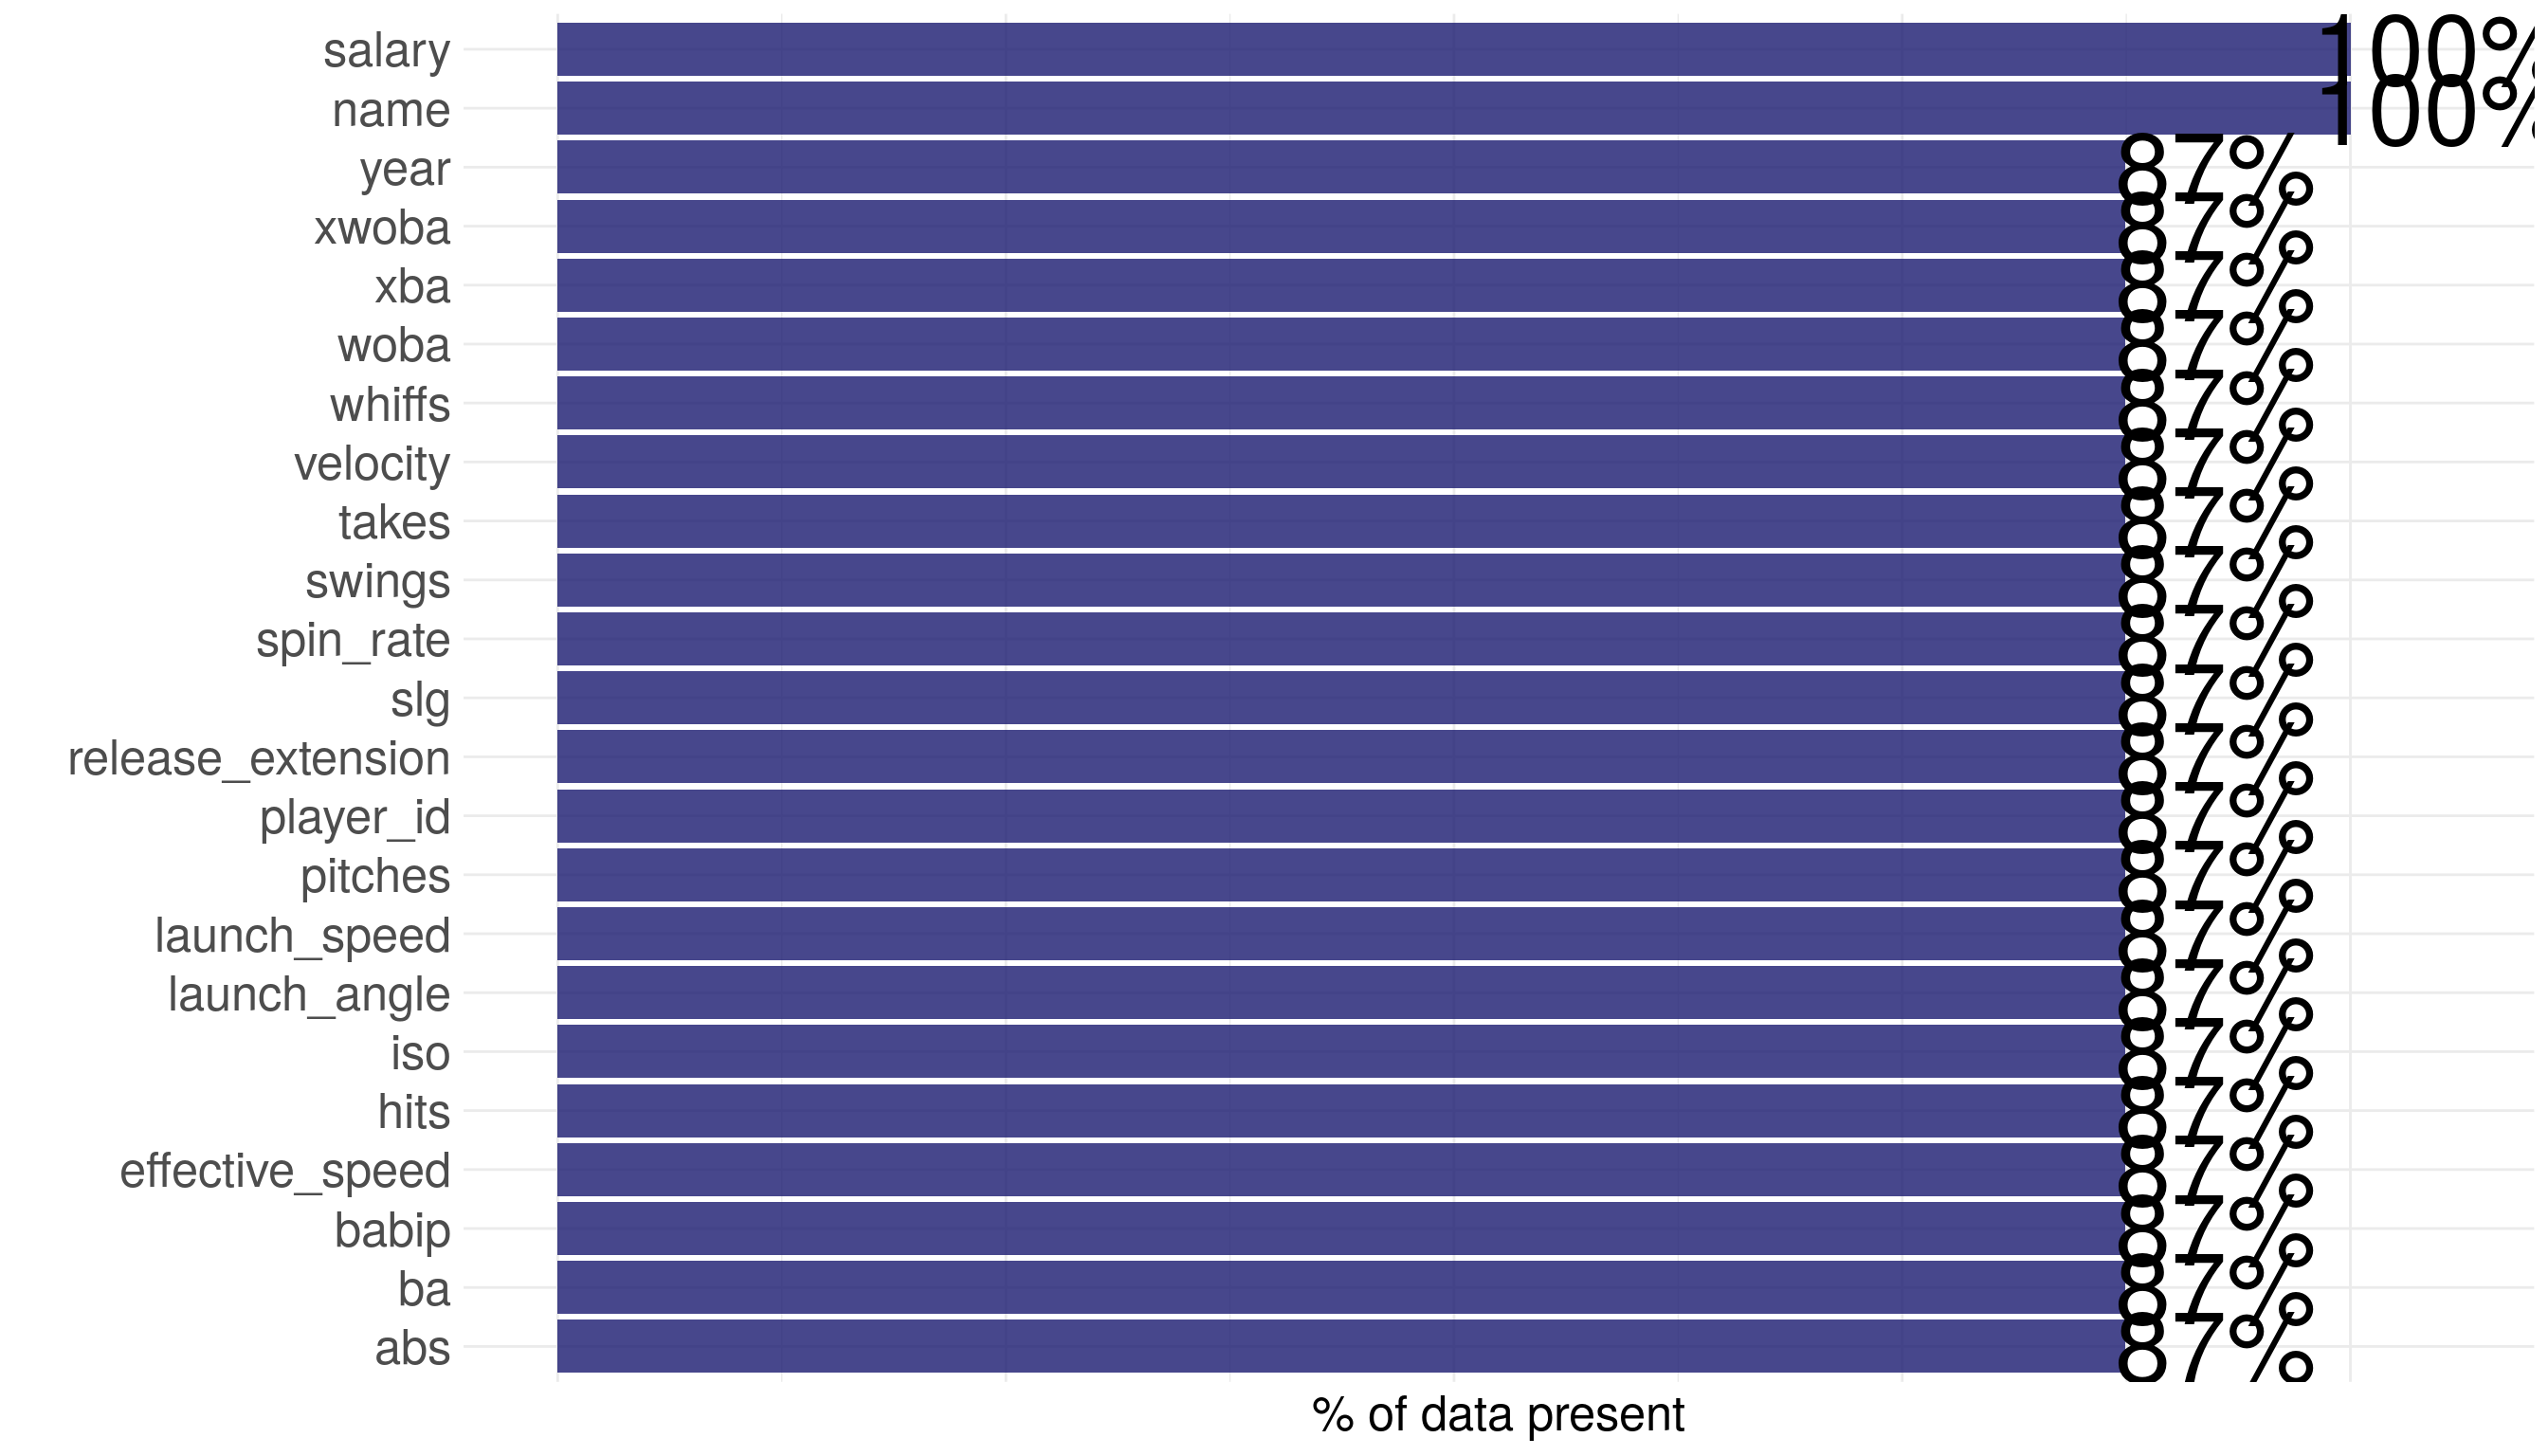 salary 100%
name 100%
year 87%
xwoba 87%
xba 87%
woba 87%
whiffs 87%
velocity 87%
takes 87%
swings 87%
spin_rate 87%
slg 87%
release_extension 87%
player_id 87%
pitches 87%
launch_speed 87%
launch_angle 87%
iso 87%
hits 87%
effective_speed 87%
babip 87%
ba 87%
abs 87%
% of data present